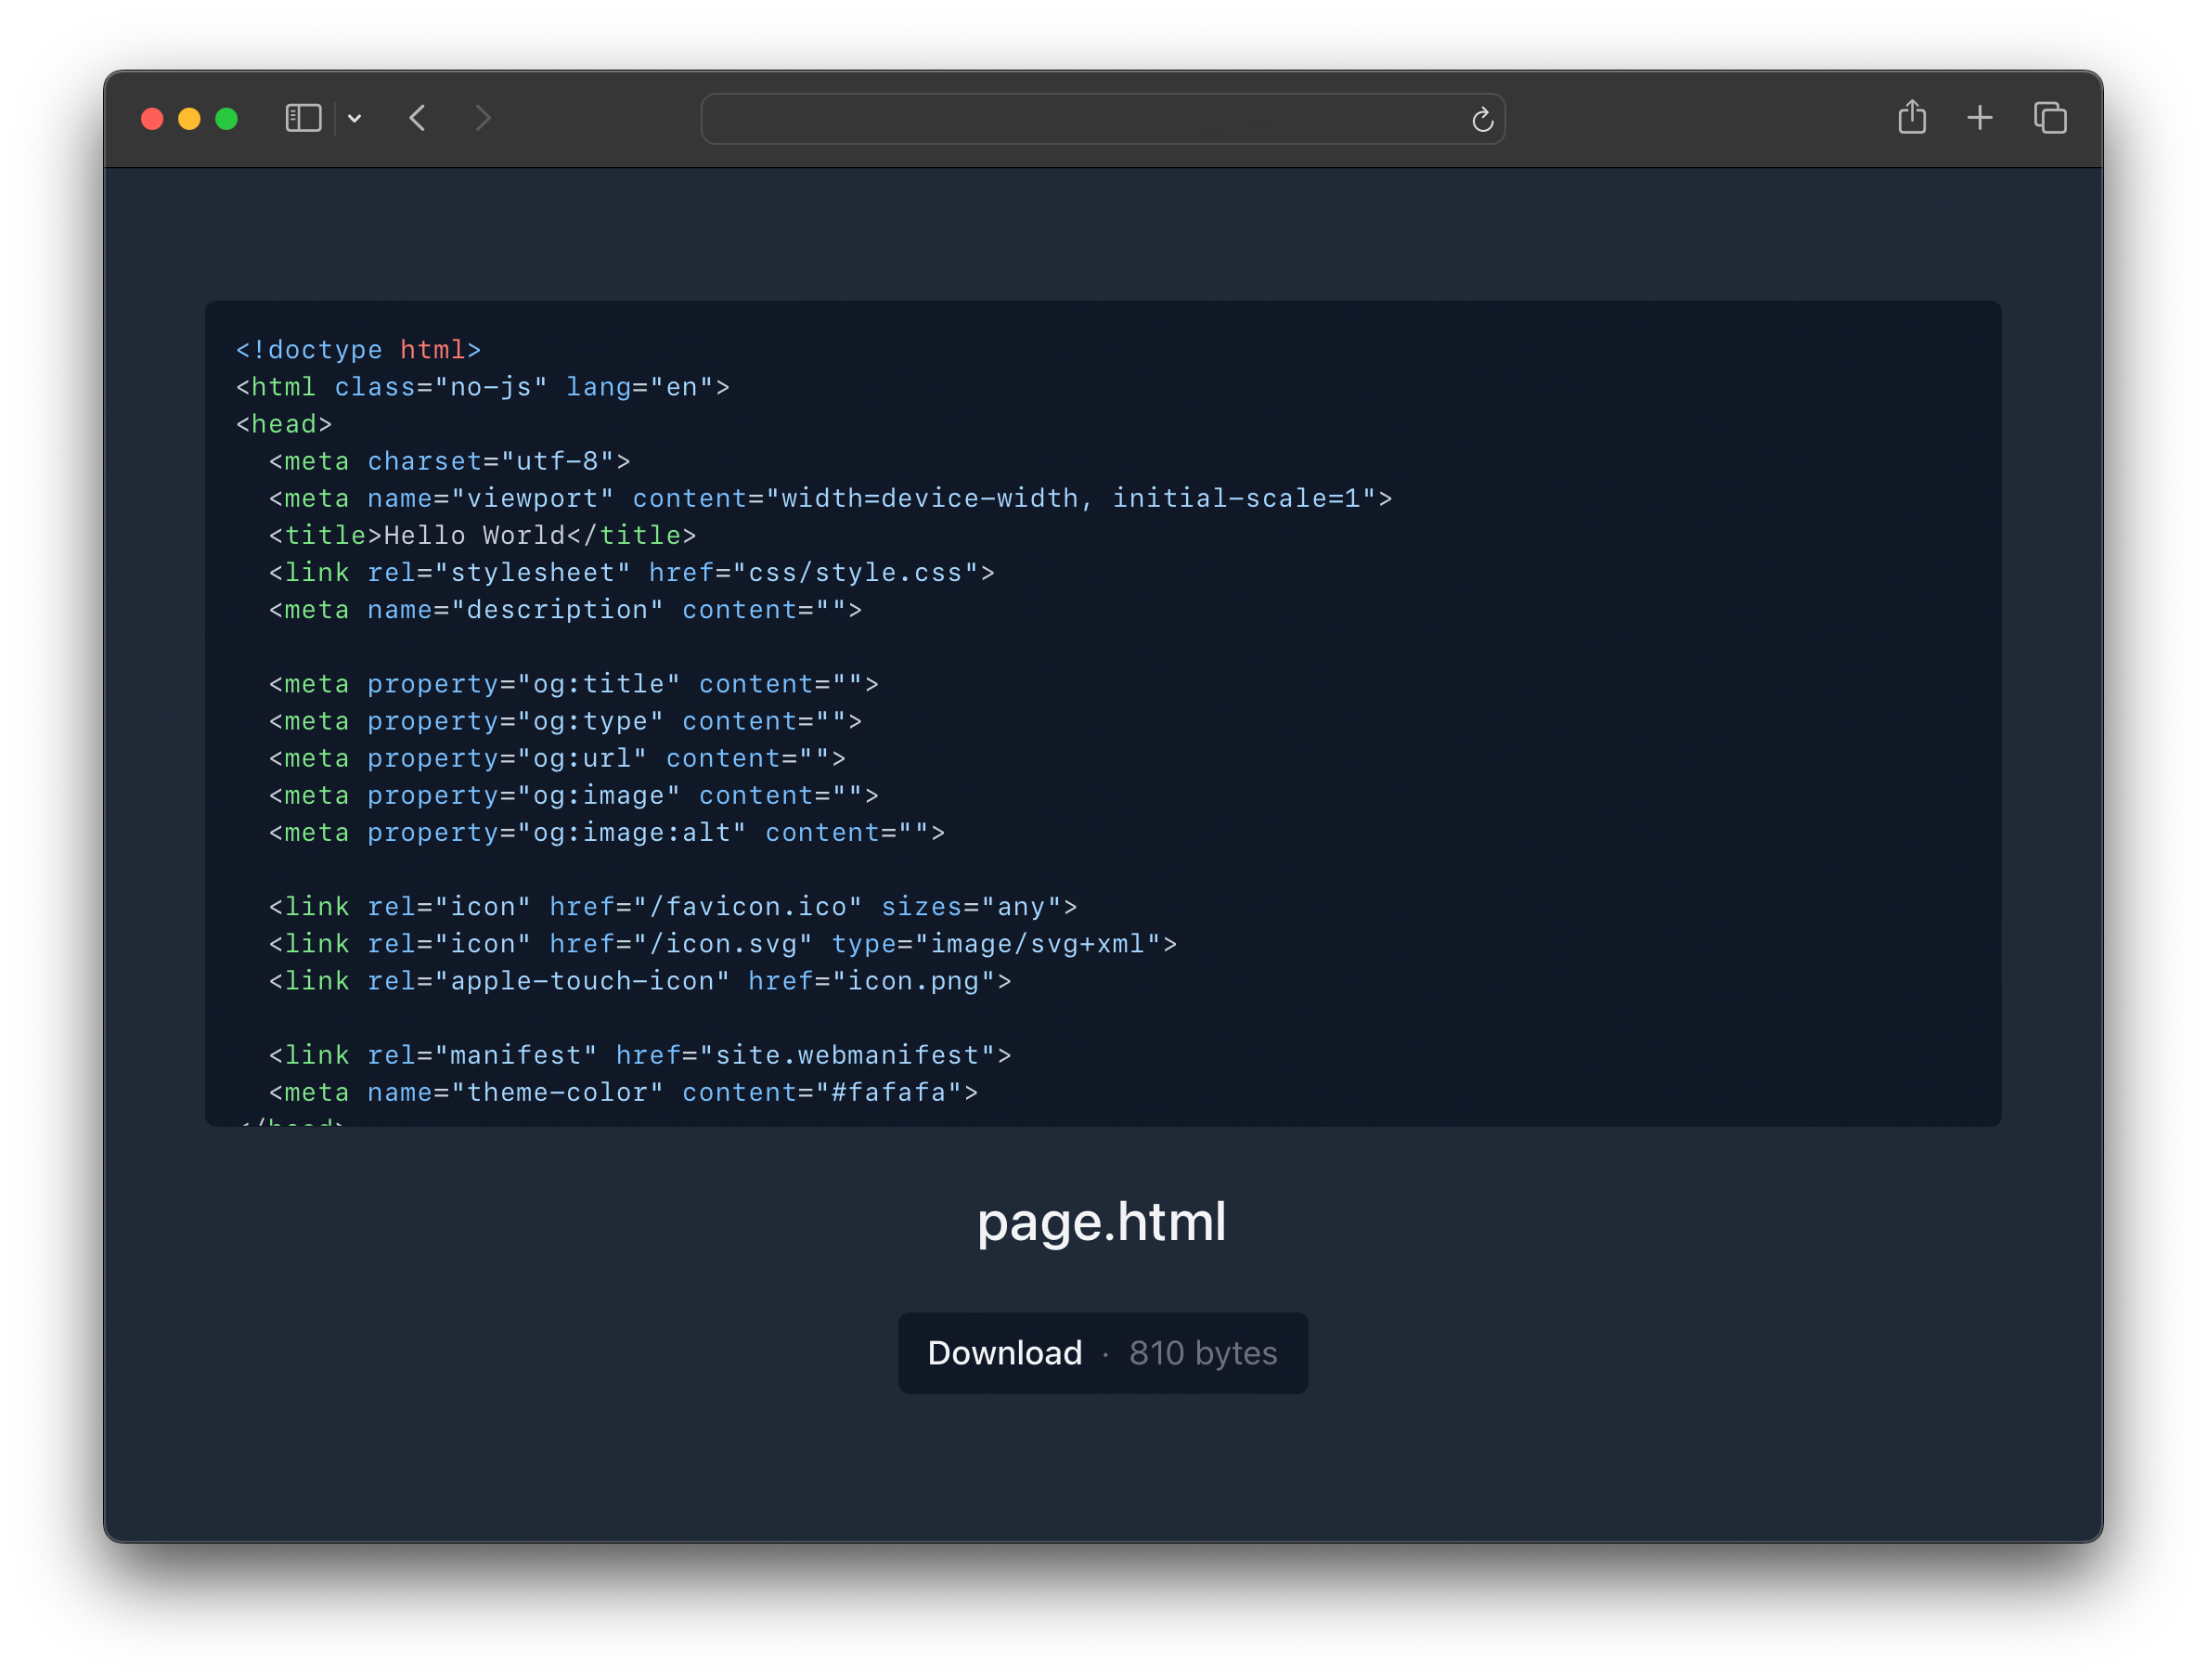 <!doctype html>
<html class="no-js" lang="en">
<head>
  <meta charset="utf-8">
  <meta name="viewport" content="width=device-width, initial-scale=1">
  <title>Hello World</title>
  <link rel="stylesheet" href="css/style.css">
  <meta name="description" content="">

  <meta property="og:title" content="">
  <meta property="og:type" content="">
  <meta property="og:url" content="">
  <meta property="og:image" content="">
  <meta property="og:image:alt" content="">

  <link rel="icon" href="/favicon.ico" sizes="any">
  <link rel="icon" href="/icon.svg" type="image/svg+xml">
  <link rel="apple-touch-icon" href="icon.png">

  <link rel="manifest" href="site.webmanifest">
  <meta name="theme-color" content="#fafafa">
</head>
page.html
Download · 810 bytes